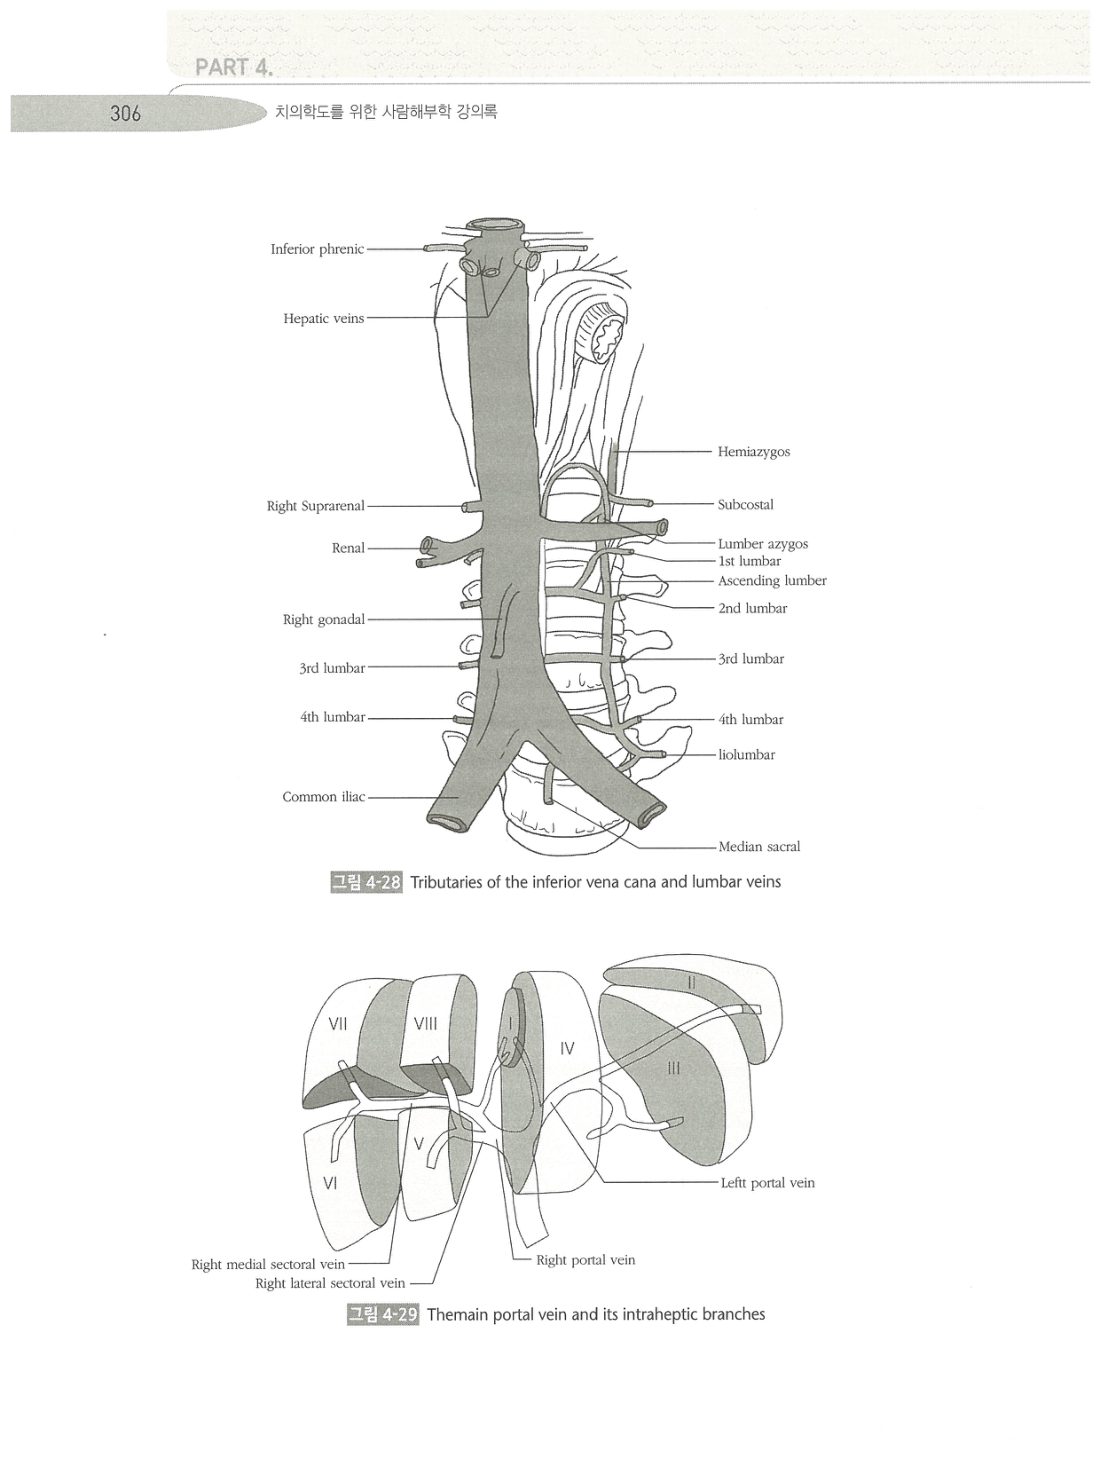 PART 4.
306
치의학도를 위한 사람해부학 강의록
Inferior phrenic
Hepatic veins
Hemiazygos
Right Suprarenal
Subcostal
Renal
Lumber azygos
1st lumbar
Ascending lumber
2nd lumbar
Right gonadal
3rd lumbar
3rd lumbar
4th lumbar
4th lumbar
liolumbar
Common iliac
Median sacral
그림 4-28 Tributaries of the inferior vena cana and lumbar veins
II
VII
VIII
I
IV
III
V
VI
Leftt portal vein
Right medial sectoral vein
Right portal vein
Right lateral sectoral vein
그림 4-29 Themain portal vein and its intraheptic branches